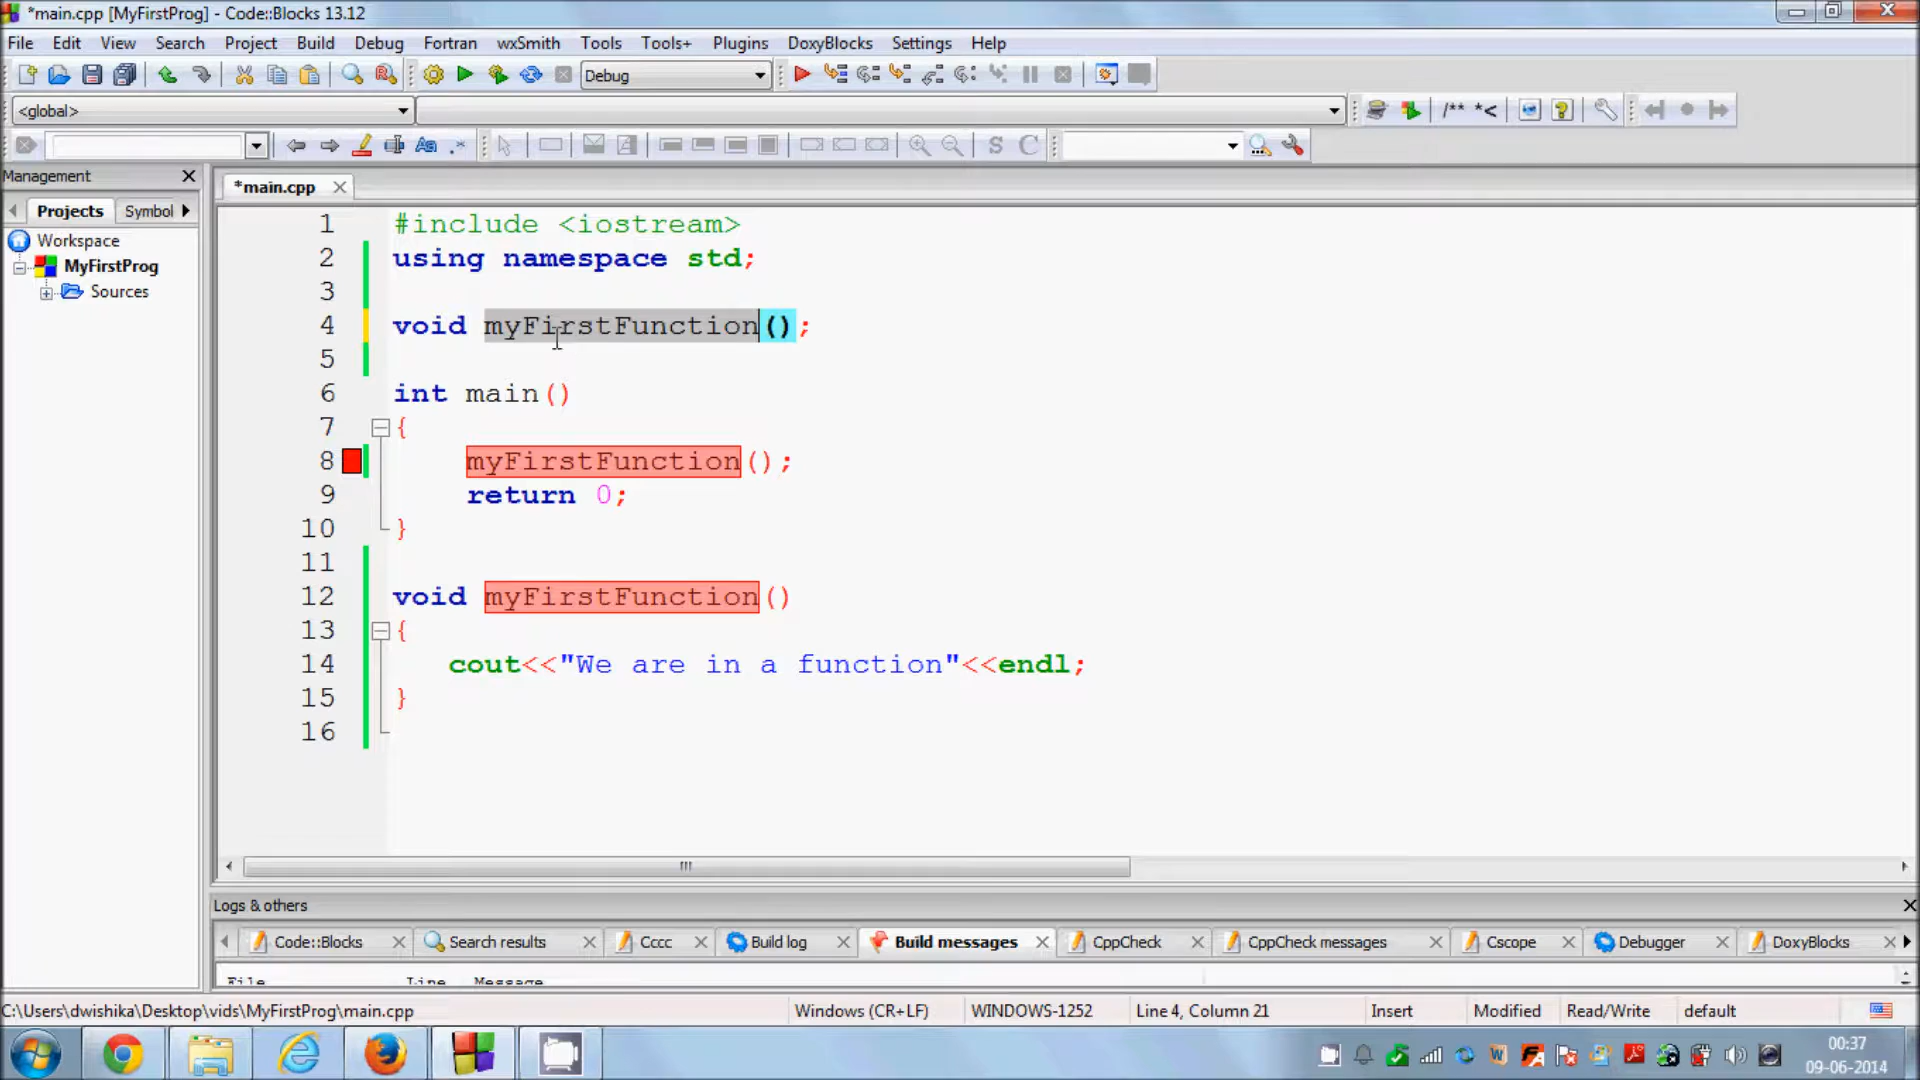 *main.cpp [MyFirstProg] - Code::Blocks 13.12
File Edit View Search Project Build Debug Fortran wxSmith Tools Tools+ Plugins DoxyBlocks Settings Help
Debug
<global>
/** *<
S C
Management
*main.cpp
Projects Symbol
Workspace
MyFirstProg
Sources
1 #include <iostream>
2 using namespace std;
3
4 void myFirstFunction();
5
6 int main()
7 {
8 myFirstFunction();
9 return 0;
10 }
11
12 void myFirstFunction()
13 {
14 cout<<"We are in a function"<<endl;
15 }
16
Logs & others
Code::Blocks Search results Cccc Build log Build messages CppCheck CppCheck messages Cscope Debugger DoxyBlocks
File Line Message
C:\Users\dwishika\Desktop\vids\MyFirstProg\main.cpp Windows (CR+LF) WINDOWS-1252 Line 4, Column 21 Insert Modified Read/Write default
00:37
09-06-2014